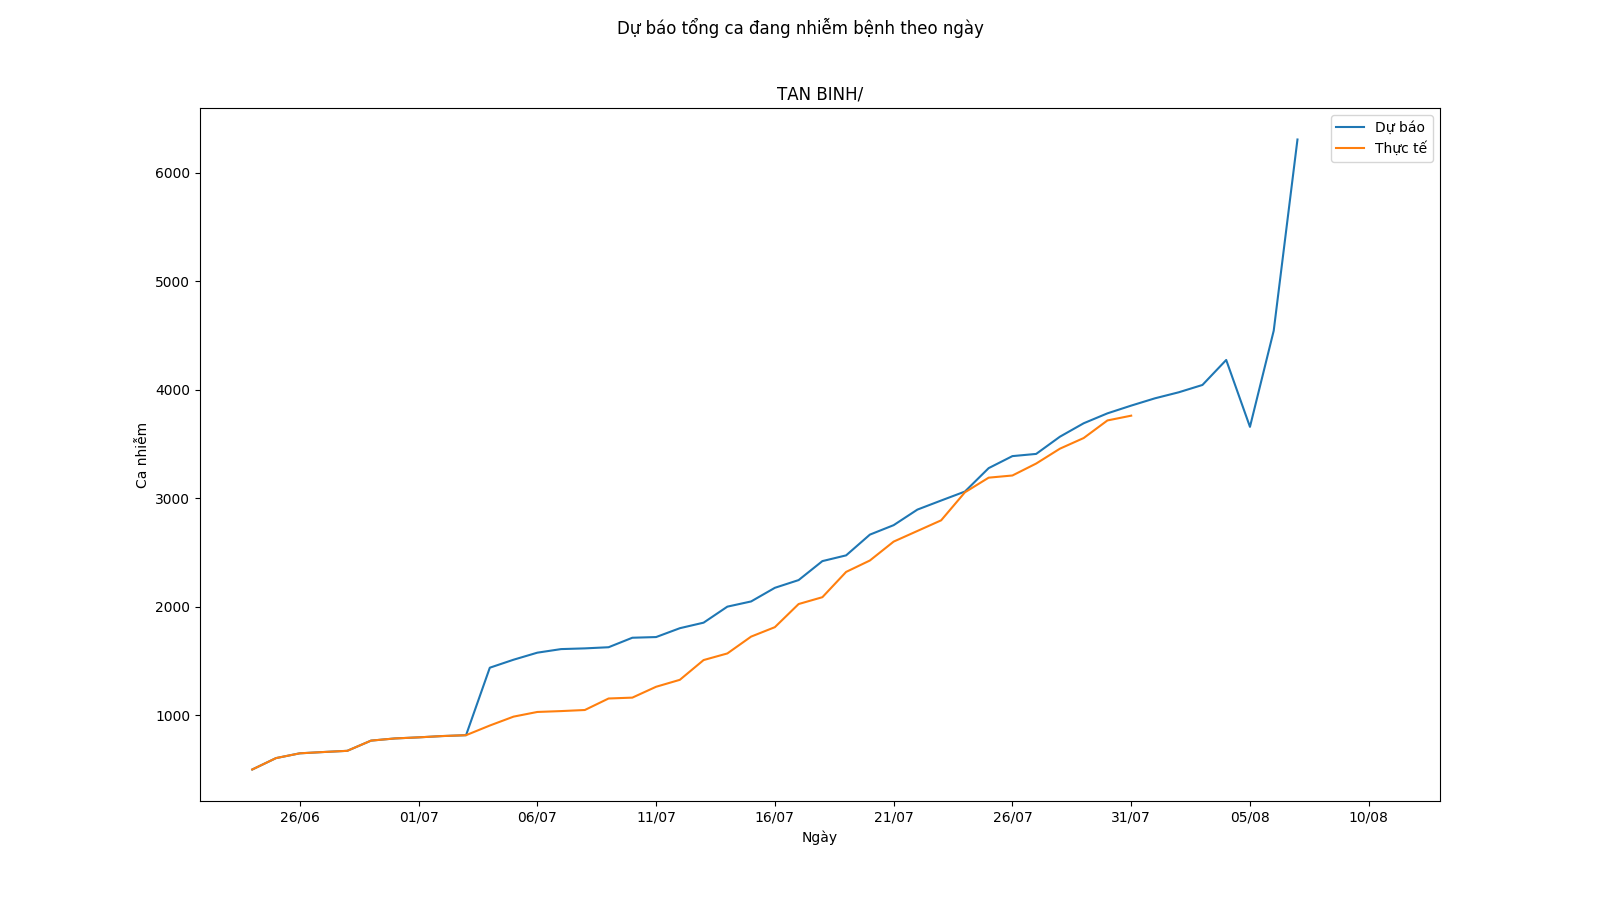 Dự báo tổng ca đang nhiễm bệnh theo ngày
TAN BINH/
Dự báo
Thực tế
6000
5000
4000
3000
2000
1000
Ca nhiễm
26/06
01/07
06/07
11/07
16/07
21/07
26/07
31/07
05/08
10/08
Ngày